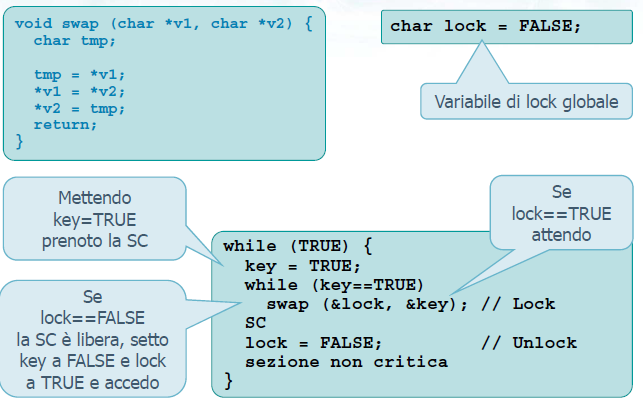 void swap (char *v1, char *v2) {
char tmp;
tmp = *v1;
*v1 = *v2;
*v2 = tmp;
return;
}
char lock = FALSE;
Variabile di lock globale
Mettendo
key=TRUE
prenoto la SC
Se
lock==TRUE
attendo
Se
lock==FALSE
la SC è libera, setto
key a FALSE e lock
a TRUE e accedo
while (TRUE) {
key = TRUE;
while (key==TRUE)
swap (&lock, &key); // Lock
SC
lock = FALSE; // Unlock
sezione non critica
}